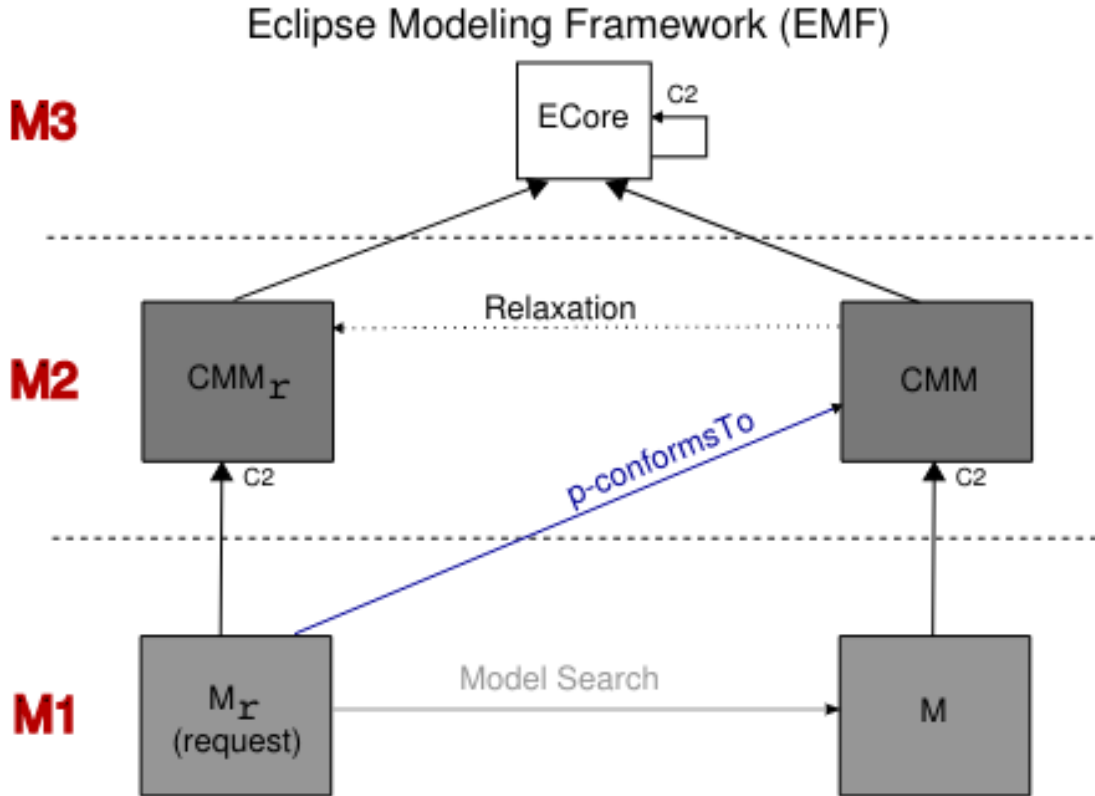 Eclipse Modeling Framework (EMF)
M3
ECore
C2
Relaxation
M2
CMMr
CMM
p-conformsTo
C2
C2
Model Search
M1
Mr
(request)
M